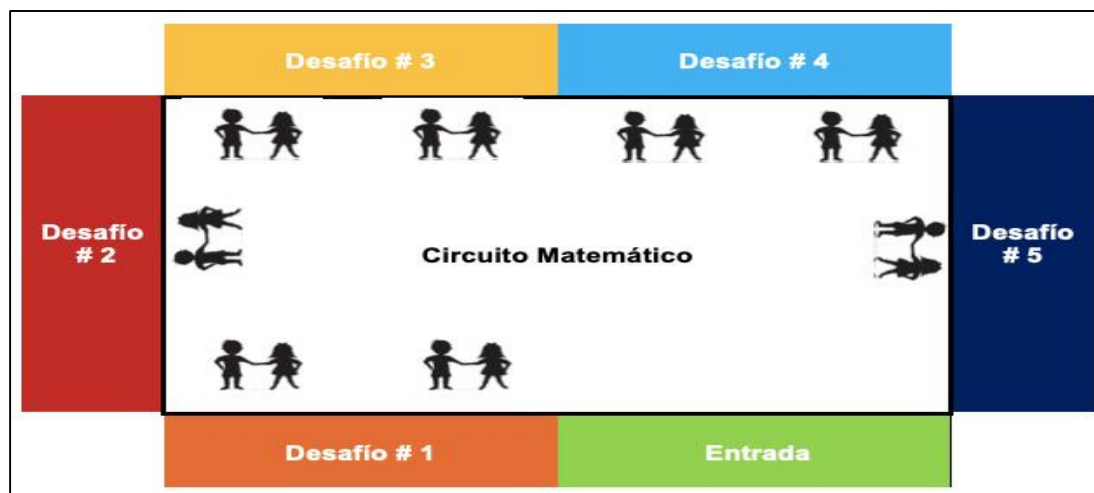 Desafío # 3
Desafío # 4
Desafío
# 2
Circuito Matemático
Desafío
# 5
Desafío # 1
Entrada